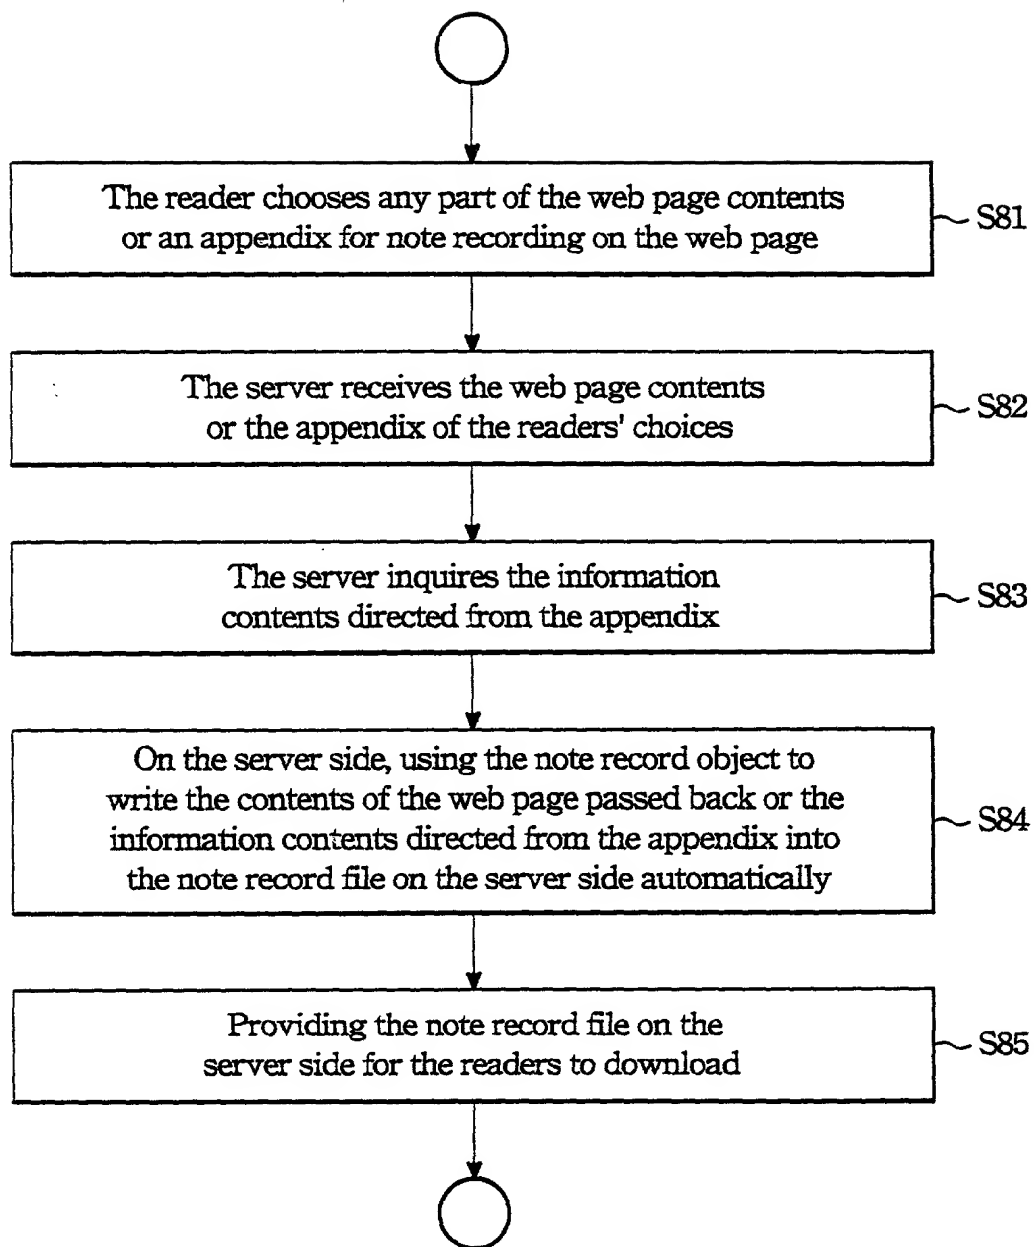 The reader chooses any part of the web page contents
or an appendix for note recording on the web page
S81
The server receives the web page contents
or the appendix of the readers' choices
S82
The server inquires the information
contents directed from the appendix
S83
On the server side, using the note record object to
write the contents of the web page passed back or the
information contents directed from the appendix into
the note record file on the server side automatically
S84
Providing the note record file on the
server side for the readers to download
S85